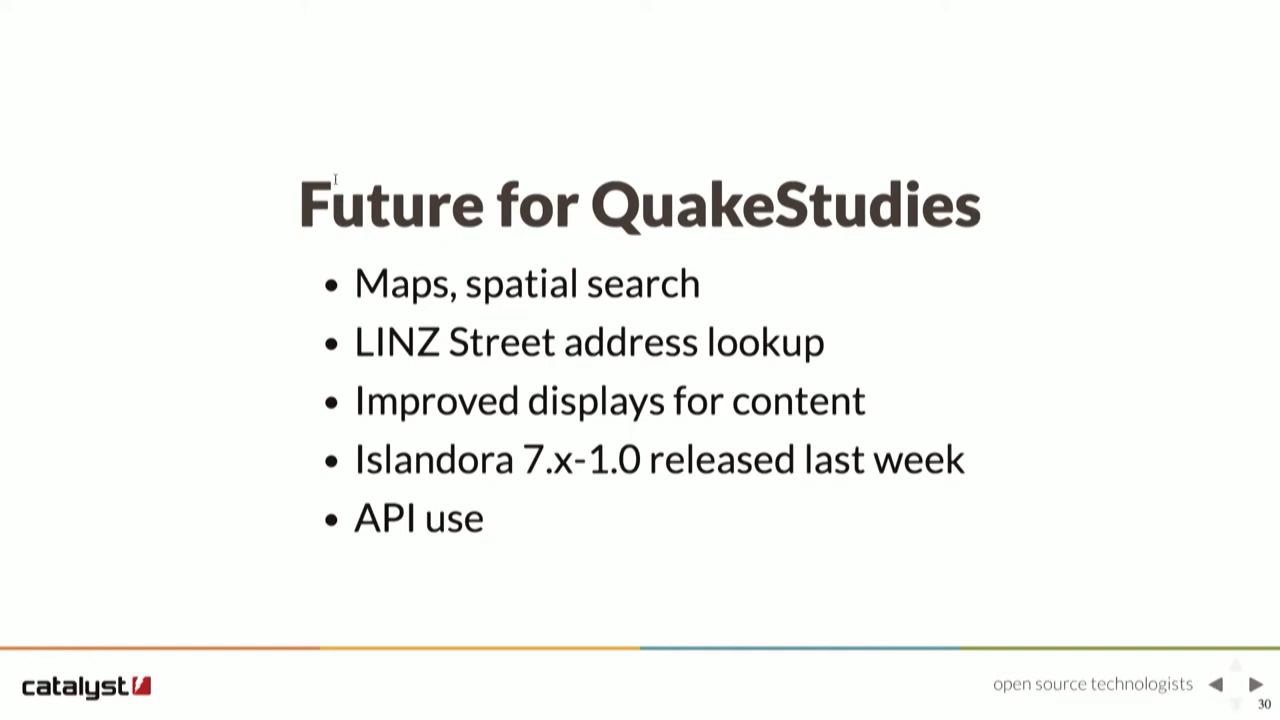 Future for QuakeStudies
• Maps, spatial search
• LINZ Street address lookup
• Improved displays for content
• Islandora 7.x-1.0 released last week
• API use
catalyst
open source technologists
30